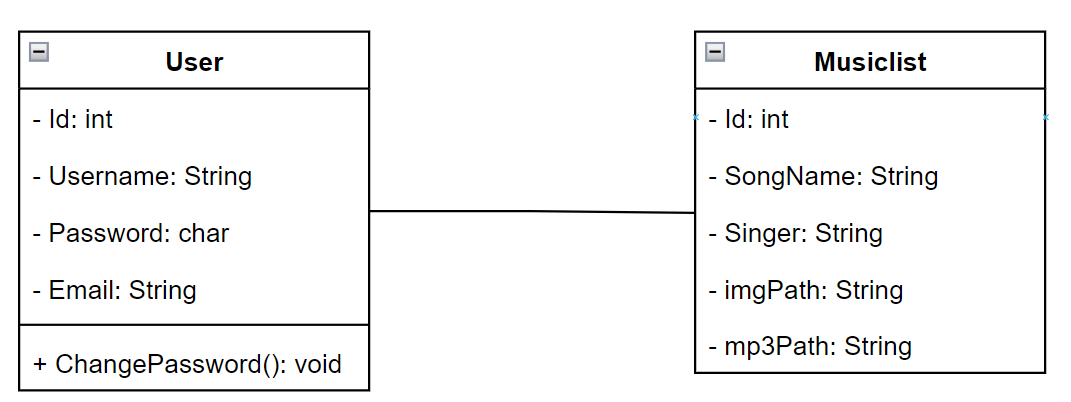 User
- Id: int
- Username: String
- Password: char
- Email: String
+ ChangePassword(): void
Musiclist
- Id: int
- SongName: String
- Singer: String
- imgPath: String
- mp3Path: String